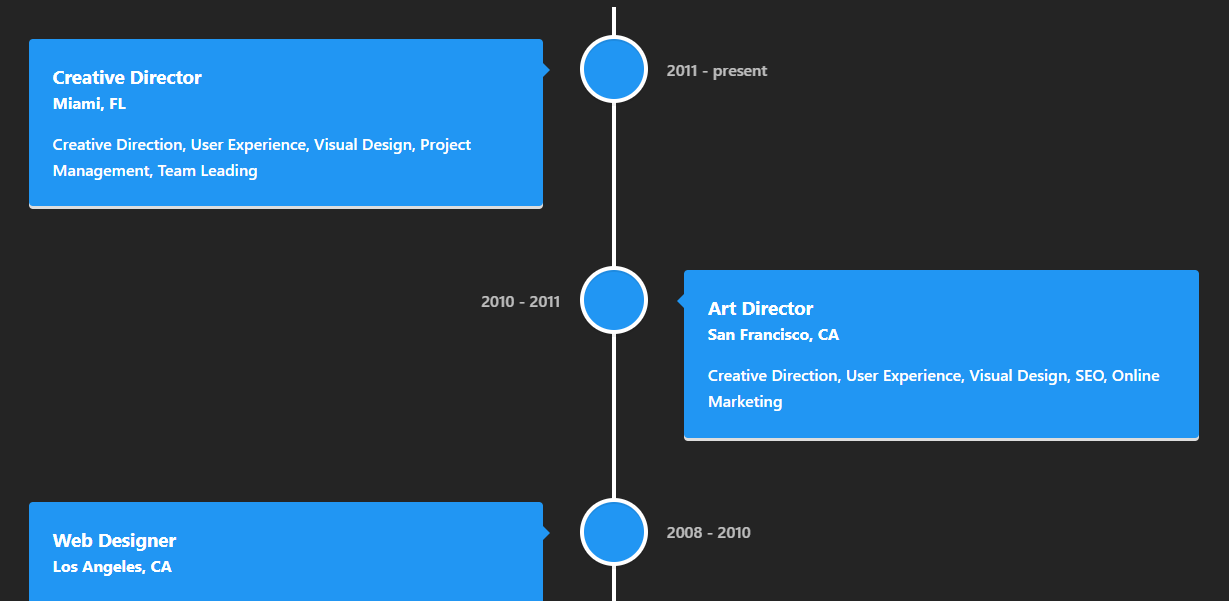 Creative Director
Miami, FL
Creative Direction, User Experience, Visual Design, Project
Management, Team Leading
2011 - present
2010 - 2011
Art Director
San Francisco, CA
Creative Direction, User Experience, Visual Design, SEO, Online
Marketing
Web Designer
Los Angeles, CA
2008 - 2010